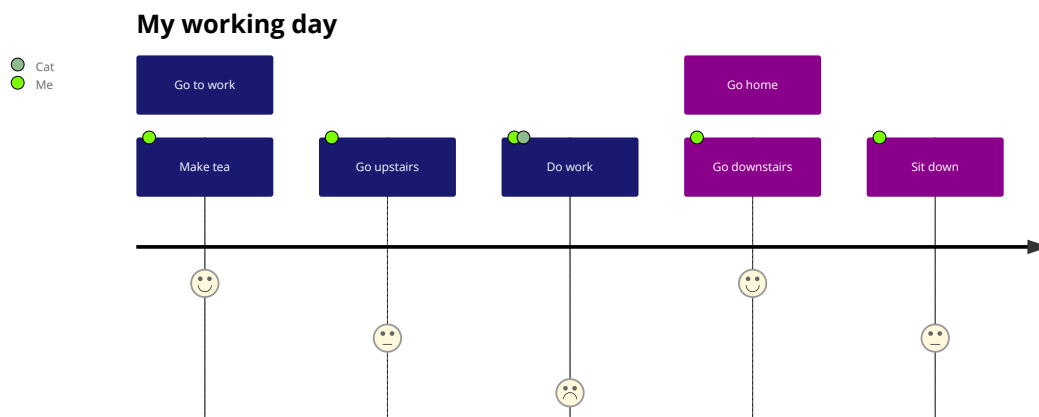 My working day
Cat
Me
Go to work
Go home
Make tea
Go upstairs
Do work
Go downstairs
Sit down